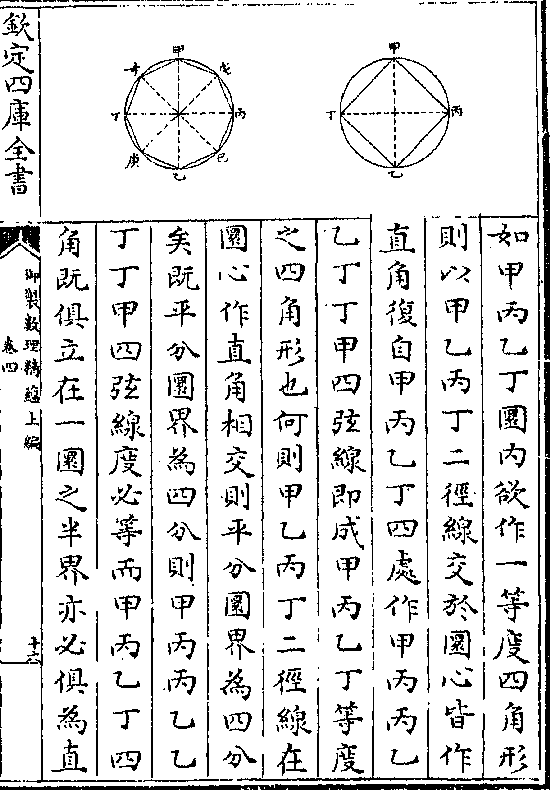 甲
丙
丁
乙
甲
戊
丙
己
乙
庚
丁
辛
如甲丙乙丁圜内欲作一等度四角形
則以甲乙丙丁二徑線交於圜心皆作
直角復自甲丙乙丁四處作甲丙丙乙
乙丁丁甲四弦線即成甲丙乙丁等度
之四角形也何則甲乙丙丁二徑線在
圜心作直角相交則平分圜界為四分
矣既平分圜界為四分則甲丙丙乙乙
丁丁甲四弦線度必等而甲丙乙丁四
角既俱立在一圜之半界亦必俱為直
欽定四庫全書
御製數理精蘊上編
卷四